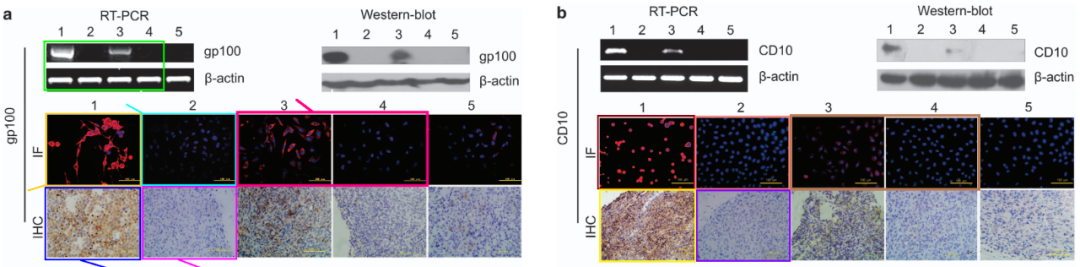 a
RT-PCR
Western-blot
1 2 3 4 5
1 2 3 4 5
gp100
gp100
β-actin
β-actin
gp100
1 2 3 4 5
IF
IHC
b
RT-PCR
Western-blot
1 2 3 4 5
1 2 3 4 5
CD10
CD10
β-actin
β-actin
CD10
1 2 3 4 5
IF
IHC